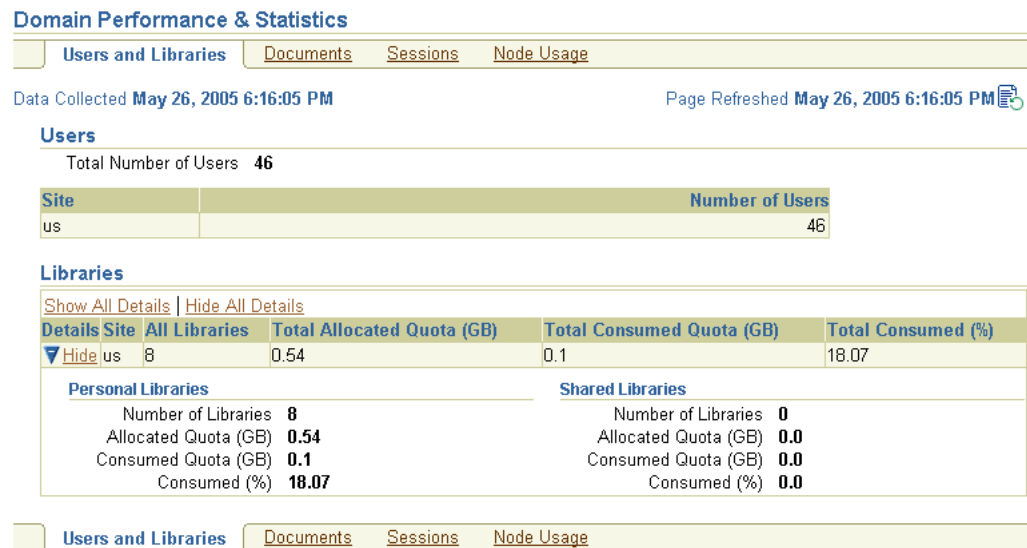 Domain Performance & Statistics
Users and Libraries Documents Sessions Node Usage
Data Collected May 26, 2005 6:16:05 PM Page Refreshed May 26, 2005 6:16:05 PM
Users
Total Number of Users 46
Site Number of Users
us 46
Libraries
Show All Details | Hide All Details
Details Site All Libraries Total Allocated Quota (GB) Total Consumed Quota (GB) Total Consumed (%)
Hide us 8 0.54 0.1 18.07
Personal Libraries Shared Libraries
Number of Libraries 8 Number of Libraries 0
Allocated Quota (GB) 0.54 Allocated Quota (GB) 0.0
Consumed Quota (GB) 0.1 Consumed Quota (GB) 0.0
Consumed (%) 18.07 Consumed (%) 0.0
Users and Libraries Documents Sessions Node Usage